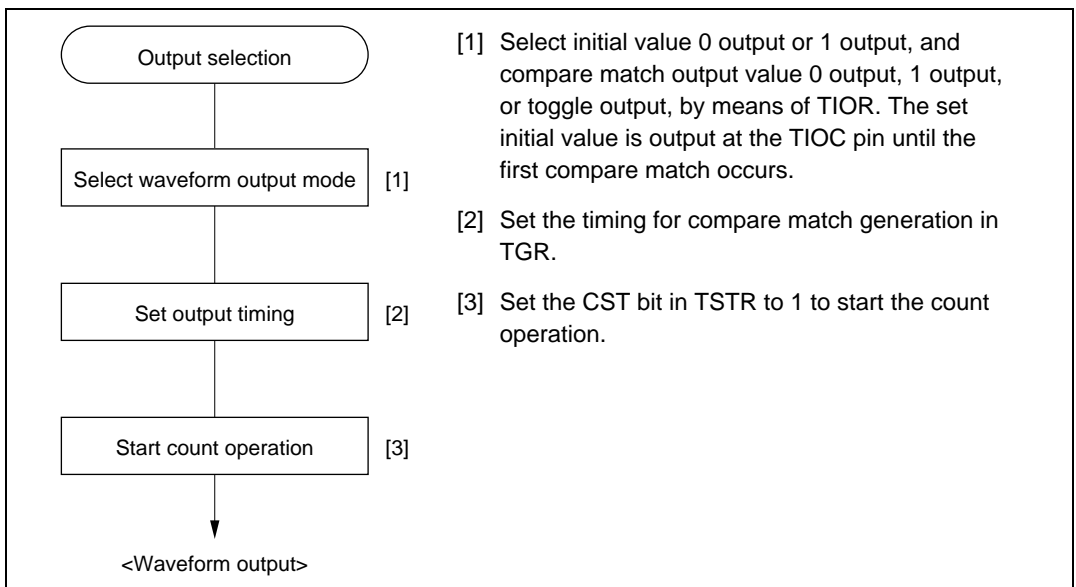 Output selection
Select waveform output mode [1]
Set output timing [2]
Start count operation [3]
<Waveform output>
[1] Select initial value 0 output or 1 output, and
compare match output value 0 output, 1 output,
or toggle output, by means of TIOR. The set
initial value is output at the TIOC pin until the
first compare match occurs.
[2] Set the timing for compare match generation in
TGR.
[3] Set the CST bit in TSTR to 1 to start the count
operation.